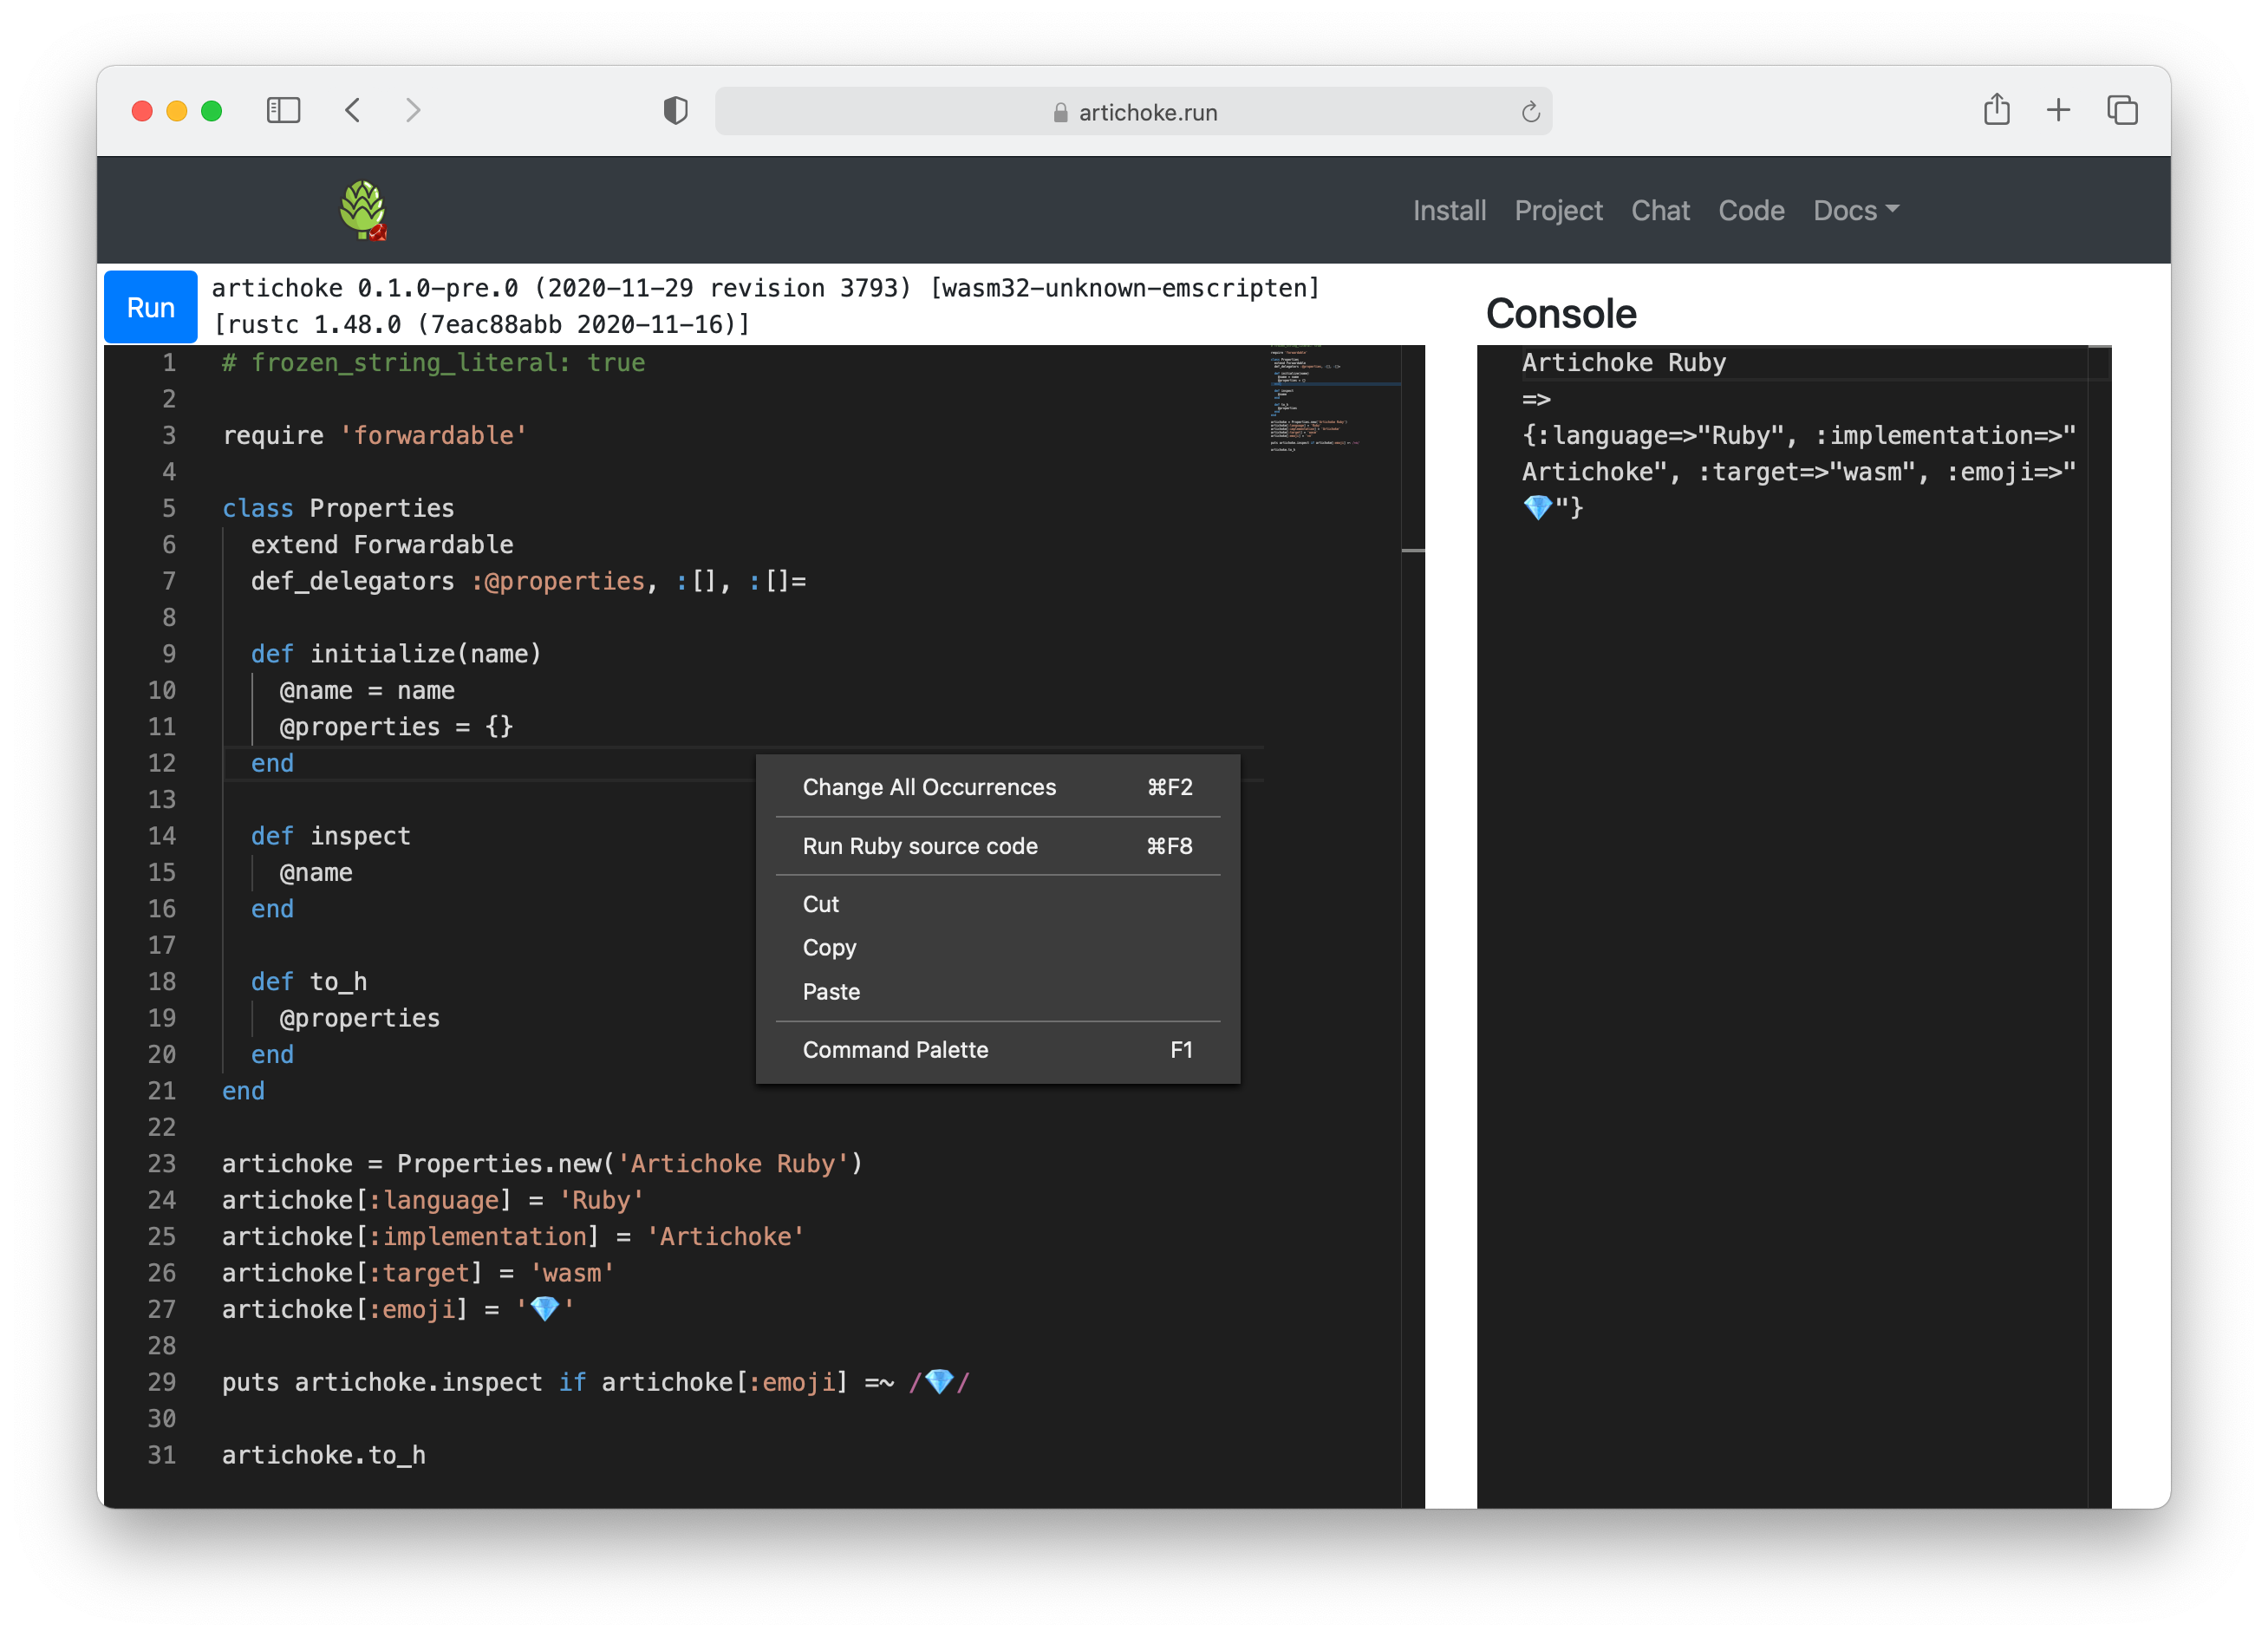 artichoke.run
Install Project Chat Code Docs
Run
artichoke 0.1.0-pre.0 (2020-11-29 revision 3793) [wasm32-unknown-emscripten]
[rustc 1.48.0 (7eac88abb 2020-11-16)]
1 # frozen_string_literal: true
2
3 require 'forwardable'
4
5 class Properties
6   extend Forwardable
7   def_delegators :@properties, :[], :[]=
8
9   def initialize(name)
10     @name = name
11     @properties = {}
12   end
13
14   def inspect
15     @name
16   end
17
18   def to_h
19     @properties
20   end
21 end
22
23 artichoke = Properties.new('Artichoke Ruby')
24 artichoke[:language] = 'Ruby'
25 artichoke[:implementation] = 'Artichoke'
26 artichoke[:target] = 'wasm'
27 artichoke[:emoji] = '💎'
28
29 puts artichoke.inspect if artichoke[:emoji] =~ /💎/
30
31 artichoke.to_h
Change All Occurrences ⌘F2
Run Ruby source code ⌘F8
Cut
Copy
Paste
Command Palette F1
Console
Artichoke Ruby
=>
{:language=>"Ruby", :implementation=>"
Artichoke", :target=>"wasm", :emoji=>"
💎"}